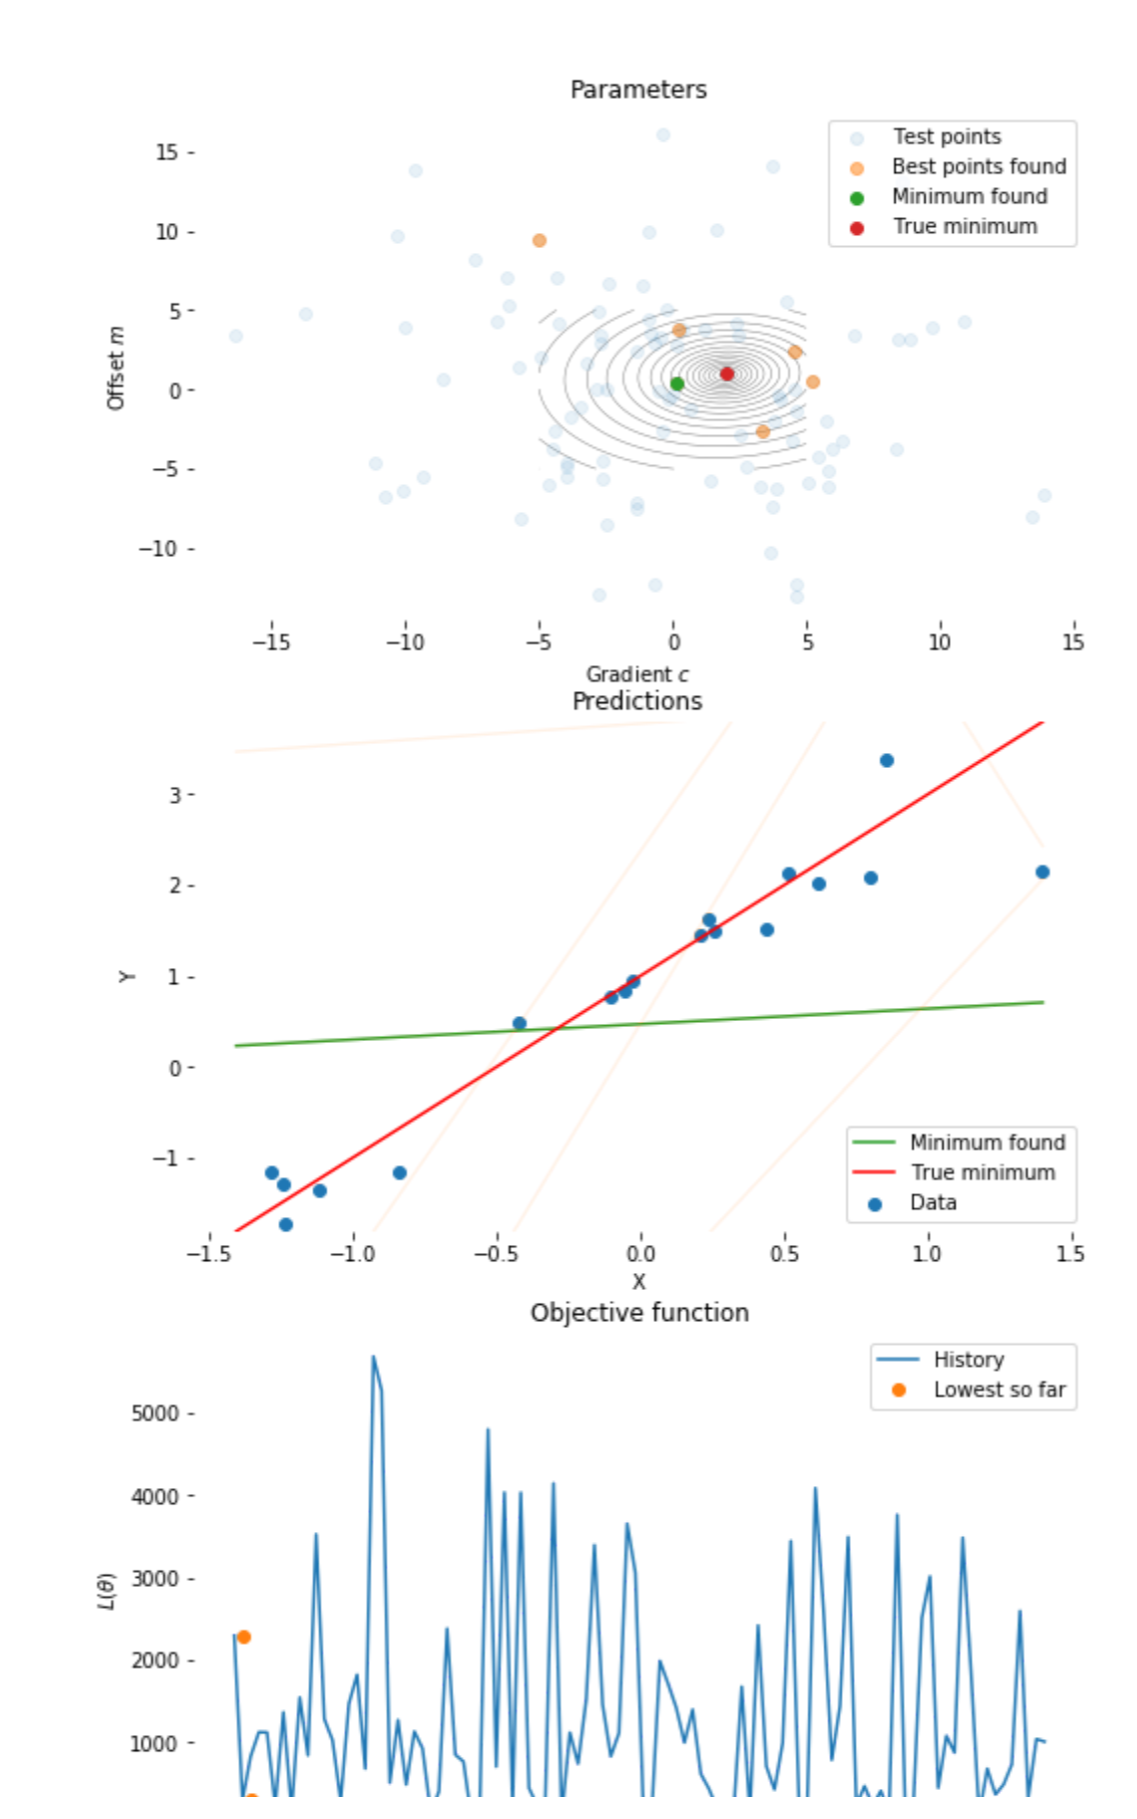 Parameters
Test points
Best points found
Minimum found
True minimum
15
10
5
0
−5
−10
Offset m
−15
−10
−5
0
5
10
15
Gradient c
Predictions
3
2
1
0
−1
Y
Minimum found
True minimum
Data
−1.5
−1.0
−0.5
0.0
0.5
1.0
1.5
X
Objective function
History
Lowest so far
5000
4000
3000
2000
1000
L(θ)